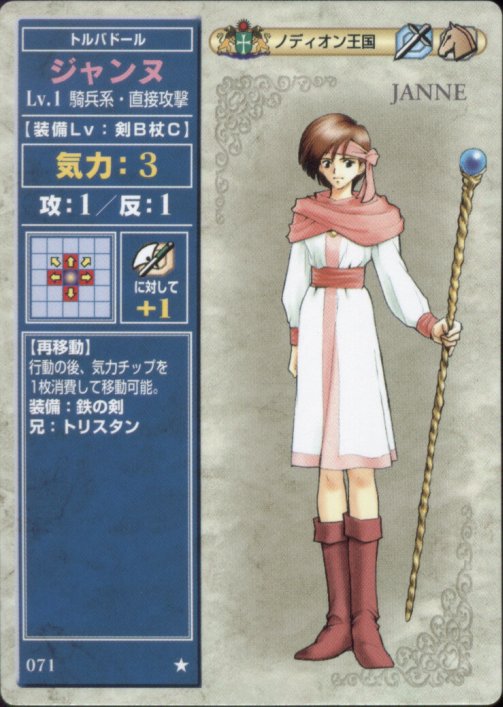 トルバドール
ジャンヌ
Lv.1 騎兵系・直接攻撃
【装備Lv：剣B杖C】
気力：3
攻：1／反：1
に対して
+1
【再移動】
行動の後、気力チップを
1枚消費して移動可能。
装備：鉄の剣
兄：トリスタン
071 ★
ノディオン王国
JANNE